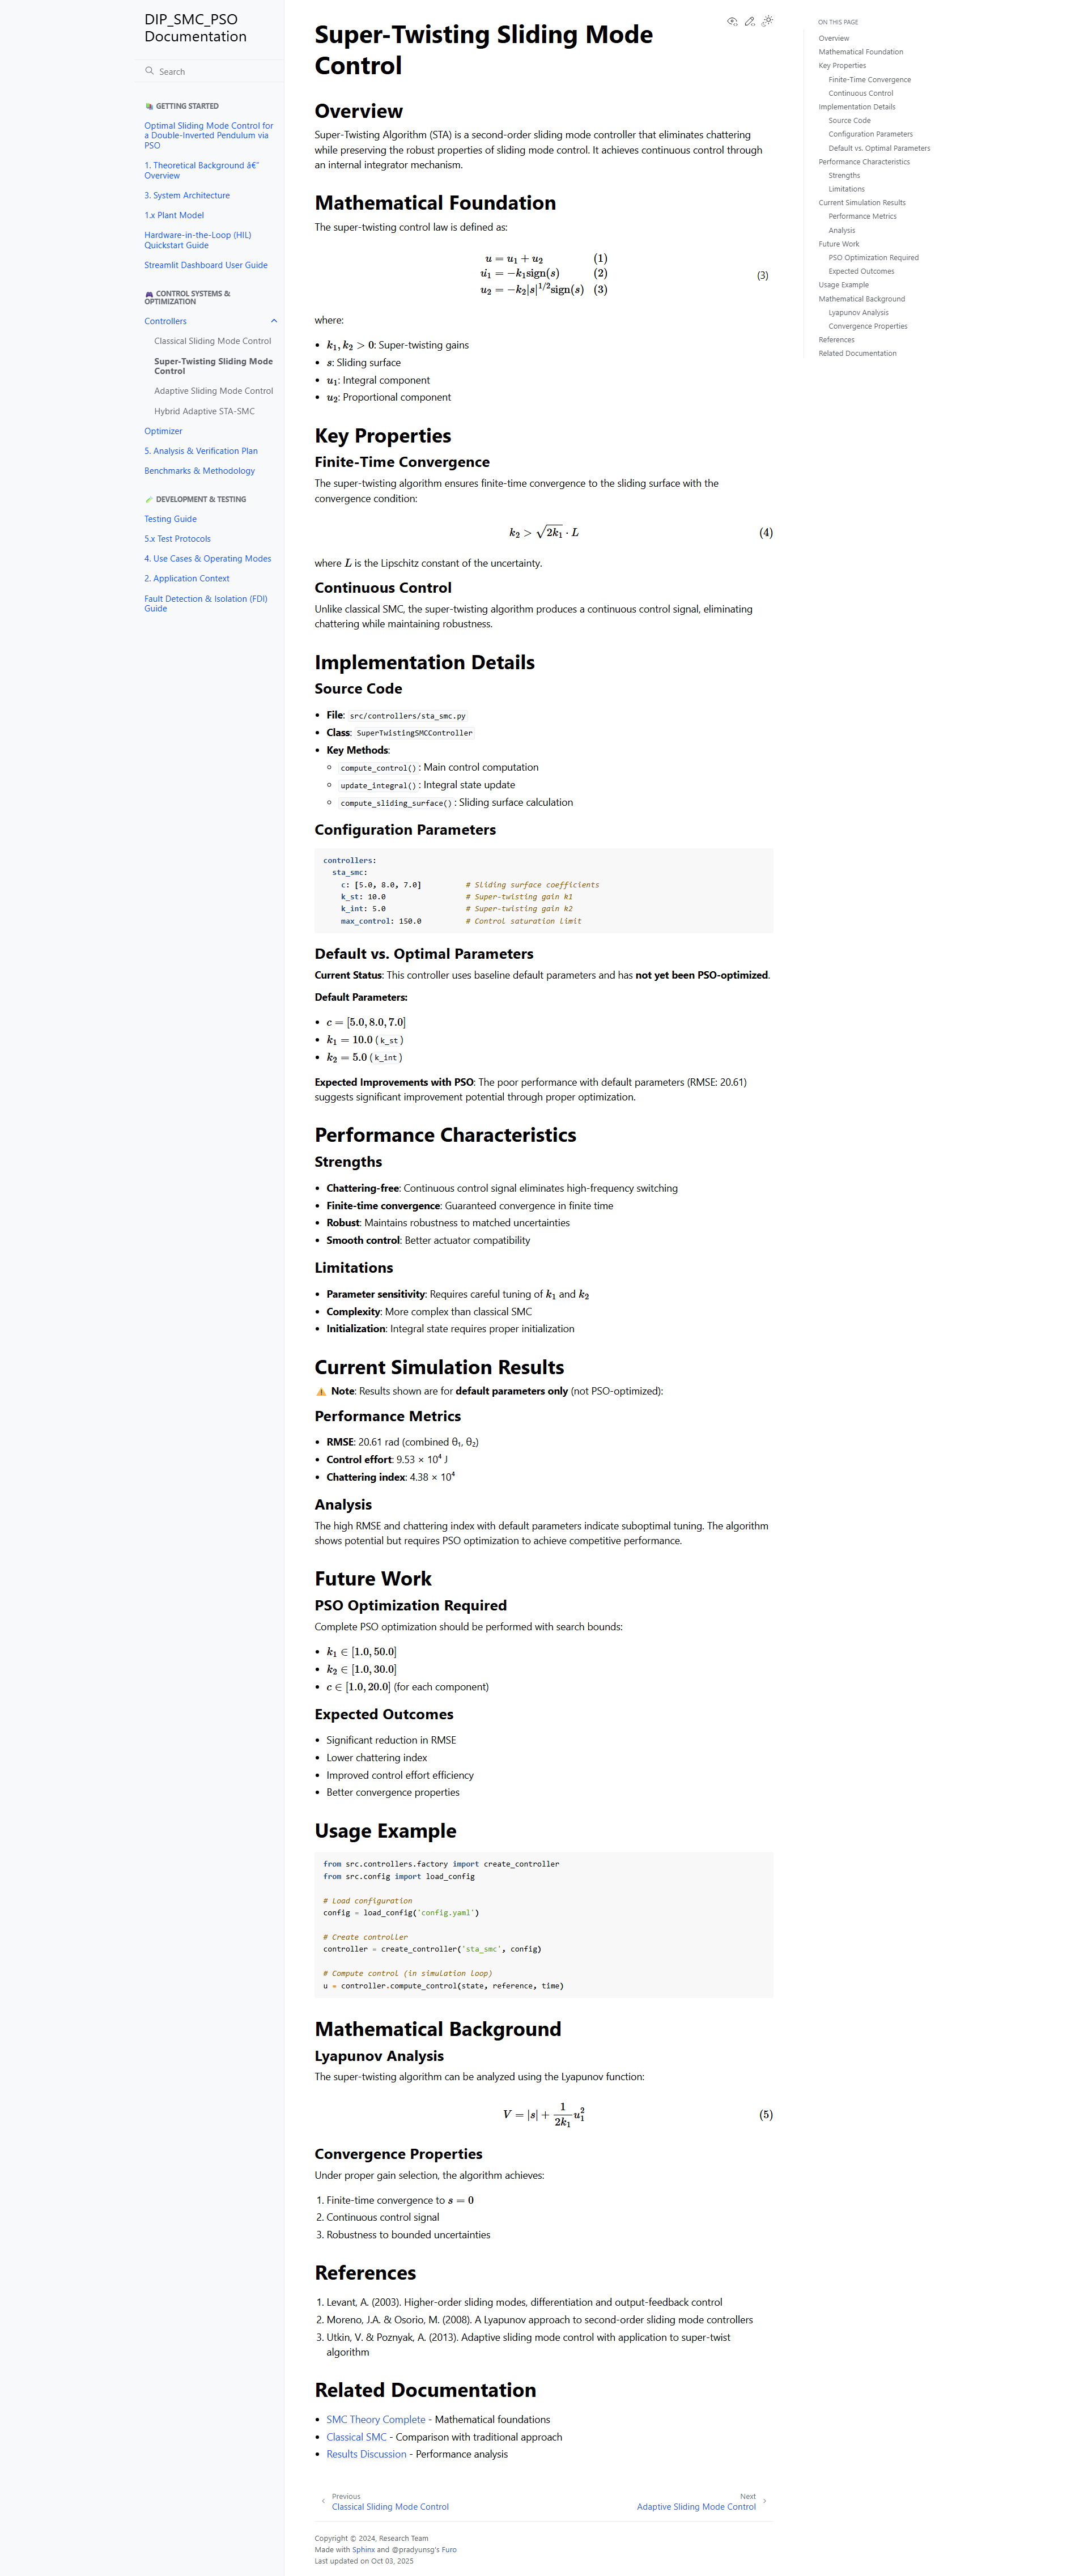 DIP_SMC_PSO
Documentation
Search
📚 GETTING STARTED
Optimal Sliding Mode Control for
a Double-Inverted Pendulum via
PSO
1. Theoretical Background â€“
Overview
3. System Architecture
1.x Plant Model
Hardware-in-the-Loop (HIL)
Quickstart Guide
Streamlit Dashboard User Guide
🎮 CONTROL SYSTEMS &
OPTIMIZATION
Controllers
Classical Sliding Mode Control
Super-Twisting Sliding Mode
Control
Adaptive Sliding Mode Control
Hybrid Adaptive STA-SMC
Optimizer
5. Analysis & Verification Plan
Benchmarks & Methodology
🧪 DEVELOPMENT & TESTING
Testing Guide
5.x Test Protocols
4. Use Cases & Operating Modes
2. Application Context
Fault Detection & Isolation (FDI)
Guide
Super-Twisting Sliding Mode
Control
Overview
Super-Twisting Algorithm (STA) is a second-order sliding mode controller that eliminates chattering
while preserving the robust properties of sliding mode control. It achieves continuous control through
an internal integrator mechanism.
Mathematical Foundation
The super-twisting control law is defined as:
u = u₁ + u₂ (1)
u̇₁ = −k₁sign(s) (2) (3)
u₂ = −k₂|s|^{1/2}sign(s) (3)
where:
• k₁, k₂ > 0: Super-twisting gains
• s: Sliding surface
• u₁: Integral component
• u₂: Proportional component
Key Properties
Finite-Time Convergence
The super-twisting algorithm ensures finite-time convergence to the sliding surface with the
convergence condition:
k₂ > √(2k₁) · L (4)
where L is the Lipschitz constant of the uncertainty.
Continuous Control
Unlike classical SMC, the super-twisting algorithm produces a continuous control signal, eliminating
chattering while maintaining robustness.
Implementation Details
Source Code
• File: src/controllers/sta_smc.py
• Class: SuperTwistingSMCController
• Key Methods:
◦ compute_control() : Main control computation
◦ update_integral() : Integral state update
◦ compute_sliding_surface() : Sliding surface calculation
Configuration Parameters
controllers:
sta_smc:
c: [5.0, 8.0, 7.0] # Sliding surface coefficients
k_st: 10.0 # Super-twisting gain k1
k_int: 5.0 # Super-twisting gain k2
max_control: 150.0 # Control saturation limit
Default vs. Optimal Parameters
Current Status: This controller uses baseline default parameters and has not yet been PSO-optimized.
Default Parameters:
• c = [5.0, 8.0, 7.0]
• k₁ = 10.0 (k_st)
• k₂ = 5.0 (k_int)
Expected Improvements with PSO: The poor performance with default parameters (RMSE: 20.61)
suggests significant improvement potential through proper optimization.
Performance Characteristics
Strengths
• Chattering-free: Continuous control signal eliminates high-frequency switching
• Finite-time convergence: Guaranteed convergence in finite time
• Robust: Maintains robustness to matched uncertainties
• Smooth control: Better actuator compatibility
Limitations
• Parameter sensitivity: Requires careful tuning of k₁ and k₂
• Complexity: More complex than classical SMC
• Initialization: Integral state requires proper initialization
Current Simulation Results
⚠️ Note: Results shown are for default parameters only (not PSO-optimized):
Performance Metrics
• RMSE: 20.61 rad (combined θ₁, θ₂)
• Control effort: 9.53 × 10⁴ J
• Chattering index: 4.38 × 10⁴
Analysis
The high RMSE and chattering index with default parameters indicate suboptimal tuning. The algorithm
shows potential but requires PSO optimization to achieve competitive performance.
Future Work
PSO Optimization Required
Complete PSO optimization should be performed with search bounds:
• k₁ ∈ [1.0, 50.0]
• k₂ ∈ [1.0, 30.0]
• c ∈ [1.0, 20.0] (for each component)
Expected Outcomes
• Significant reduction in RMSE
• Lower chattering index
• Improved control effort efficiency
• Better convergence properties
Usage Example
from src.controllers.factory import create_controller
from src.config import load_config
# Load configuration
config = load_config('config.yaml')
# Create controller
controller = create_controller('sta_smc', config)
# Compute control (in simulation loop)
u = controller.compute_control(state, reference, time)
Mathematical Background
Lyapunov Analysis
The super-twisting algorithm can be analyzed using the Lyapunov function:
V = |s| + 1/(2k₁) u₁² (5)
Convergence Properties
Under proper gain selection, the algorithm achieves:
1. Finite-time convergence to s = 0
2. Continuous control signal
3. Robustness to bounded uncertainties
References
1. Levant, A. (2003). Higher-order sliding modes, differentiation and output-feedback control
2. Moreno, J.A. & Osorio, M. (2008). A Lyapunov approach to second-order sliding mode controllers
3. Utkin, V. & Poznyak, A. (2013). Adaptive sliding mode control with application to super-twist
algorithm
Related Documentation
• SMC Theory Complete - Mathematical foundations
• Classical SMC - Comparison with traditional approach
• Results Discussion - Performance analysis
Previous
Classical Sliding Mode Control
Next
Adaptive Sliding Mode Control
Copyright © 2024, Research Team
Made with Sphinx and @pradyunsg's Furo
Last updated on Oct 03, 2025
ON THIS PAGE
Overview
Mathematical Foundation
Key Properties
Finite-Time Convergence
Continuous Control
Implementation Details
Source Code
Configuration Parameters
Default vs. Optimal Parameters
Performance Characteristics
Strengths
Limitations
Current Simulation Results
Performance Metrics
Analysis
Future Work
PSO Optimization Required
Expected Outcomes
Usage Example
Mathematical Background
Lyapunov Analysis
Convergence Properties
References
Related Documentation